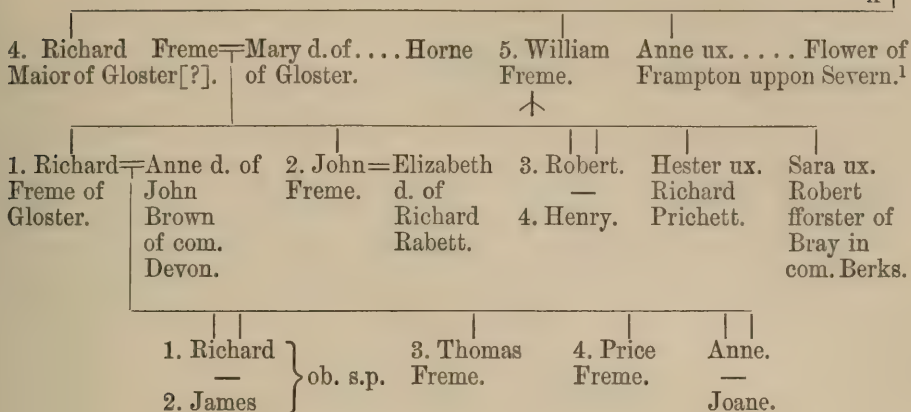 4. Richard Freme=Mary d. of .... Horne 5. William Anne ux. ..... Flower of
Maior of Gloster[?]. of Gloster. Freme. Frampton uppon Severn.¹
1. Richard=Anne d. of 2. John=Elizabeth 3. Robert. Hester ux. Sara ux.
Freme of John Freme. d. of — Richard Robert
Gloster. Brown Richard 4. Henry. Prichett. fforster of
of com. Rabett. Bray in
Devon. com. Berks.
1. Richard 3. Thomas 4. Price Anne.
— } ob. s.p. Freme. Freme. —
2. James Joane.